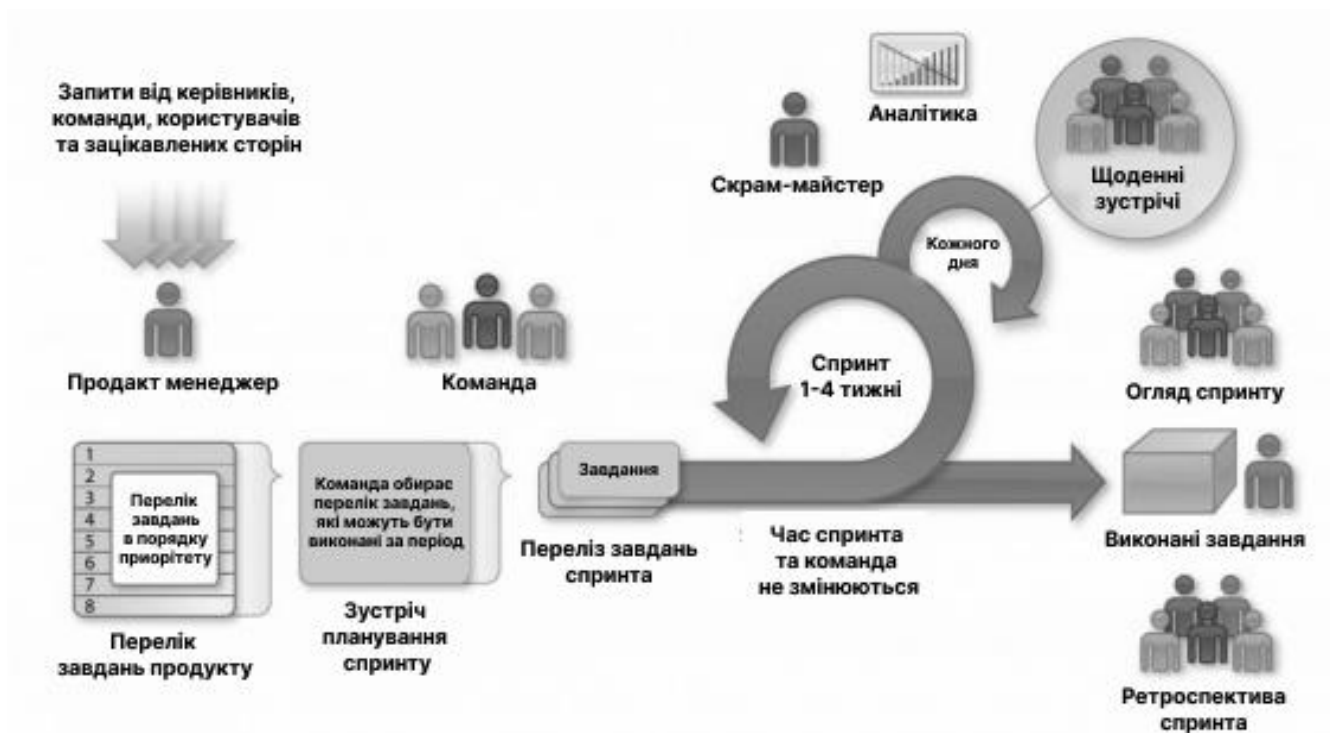 Запити від керівників,
команди, користувачів
та зацікавлених сторін
Продакт менеджер
Команда
Скрам-майстер
Аналітика
Щоденні
зустрічі
Кожного
дня
Спринт
1-4 тижні
Огляд спринту
1
2
3
4
5
6
7
8
Перелік
завдань
в порядку
приорітету
Перелік
завдань продукту
Команда обирає
перелік завдань,
які можуть бути
виконані за період
Зустріч
планування
спринту
Завдання
Переліз завдань
спринта
Час спринта
та команда
не змінюються
Виконані завдання
Ретроспектива
спринта